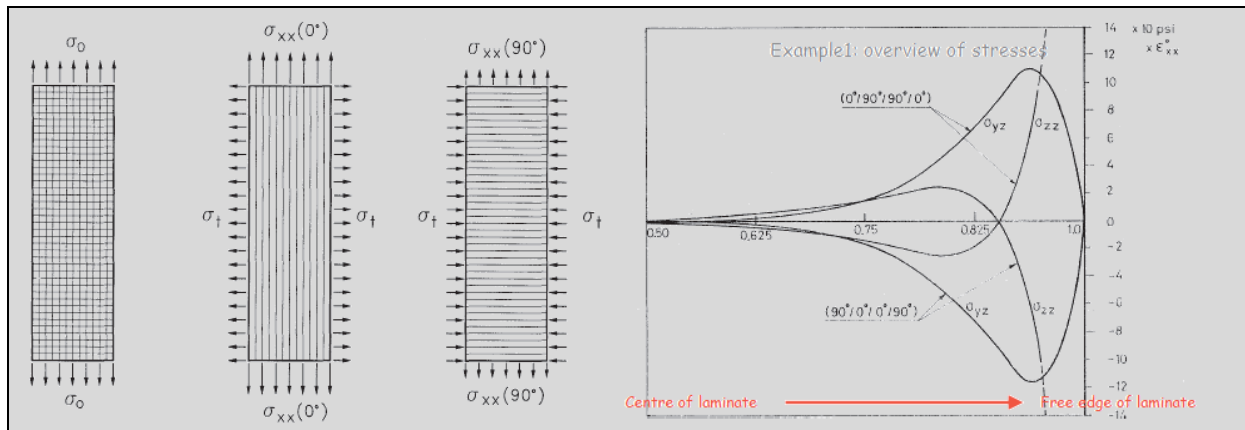 σ₀
σ₀
σxx(0°)
σt
σt
σxx(0°)
σxx(90°)
σt
σxx(90°)
Example1: overview of stresses
14
x 10 psi
x ε°xx
12
10
8
6
4
2
0
-2
-4
-6
-8
-10
-12
-14
(0°/90°/90°/0°)
σyz
σzz
0.50
0,625
0.75
0.825
1.0
(90°/0°/0°/90°)
σyz
σzz
Centre of laminate
Free edge of laminate